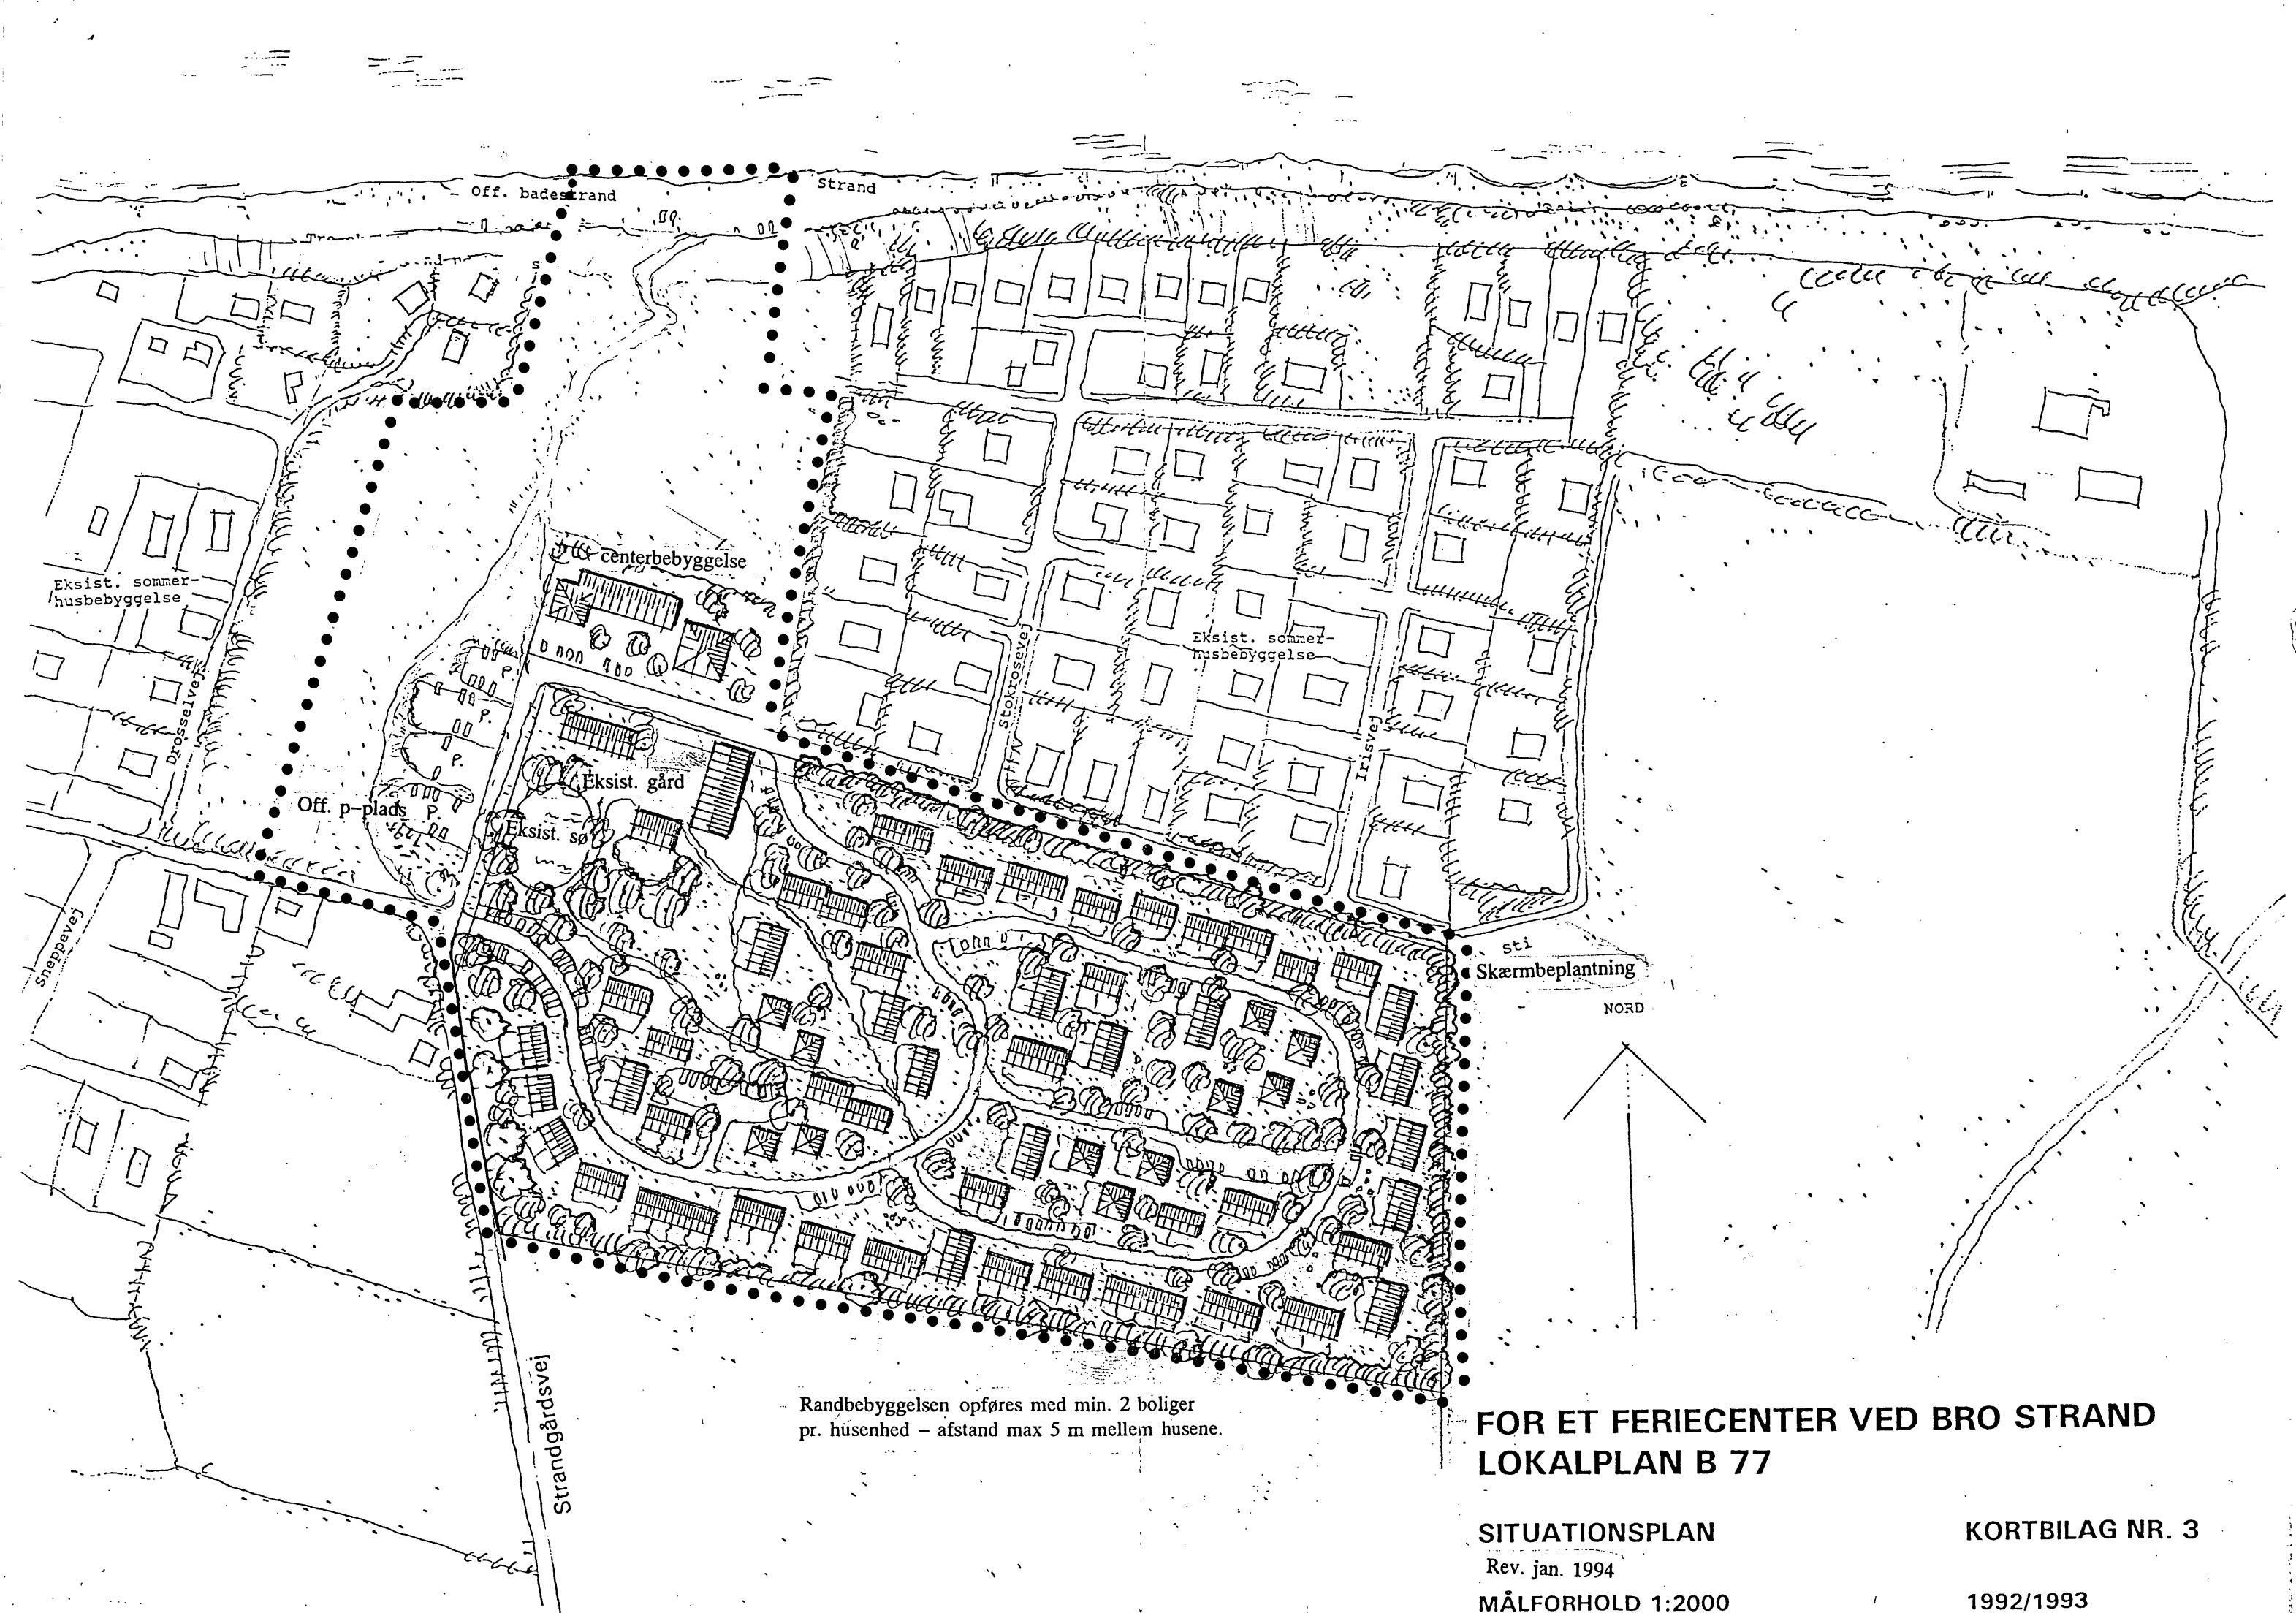 Off. badestrand
Strand
centerbebyggelse
Eksist. sommer-
husbebyggelse
Eksist. sommer-
husbebyggelse
Drosselvej
Stokrosevej
Irisvej
P.
P.
P.
P.
Off. p-plads
Eksist. gård
Eksist. sø
Sneppevej
sti
Skærmbeplantning
NORD
Strandgårdsvej
Randbebyggelsen opføres med min. 2 boliger
pr. husenhed – afstand max 5 m mellem husene.
FOR ET FERIECENTER VED BRO STRAND
LOKALPLAN B 77
SITUATIONSPLAN
KORTBILAG NR. 3
Rev. jan. 1994
MÅLFORHOLD 1:2000
1992/1993